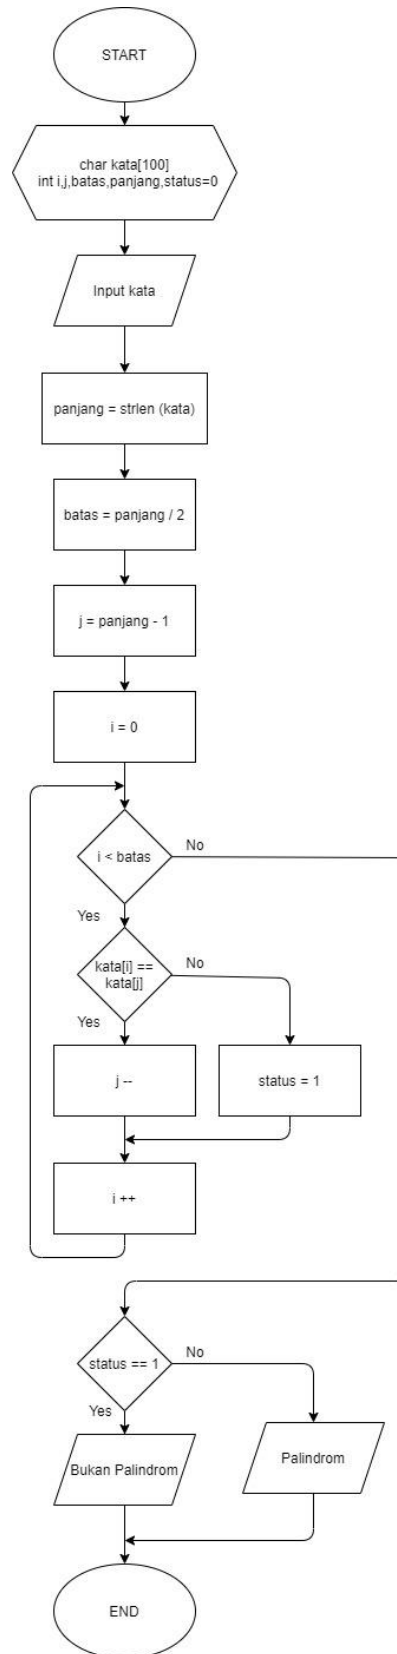 START
char kata[100]
int i,j,batas,panjang,status=0
Input kata
panjang = strlen (kata)
batas = panjang / 2
j = panjang - 1
i = 0
i < batas
No
Yes
kata[i] ==
kata[j]
No
Yes
j --
status = 1
i ++
status == 1
No
Yes
Bukan Palindrom
Palindrom
END